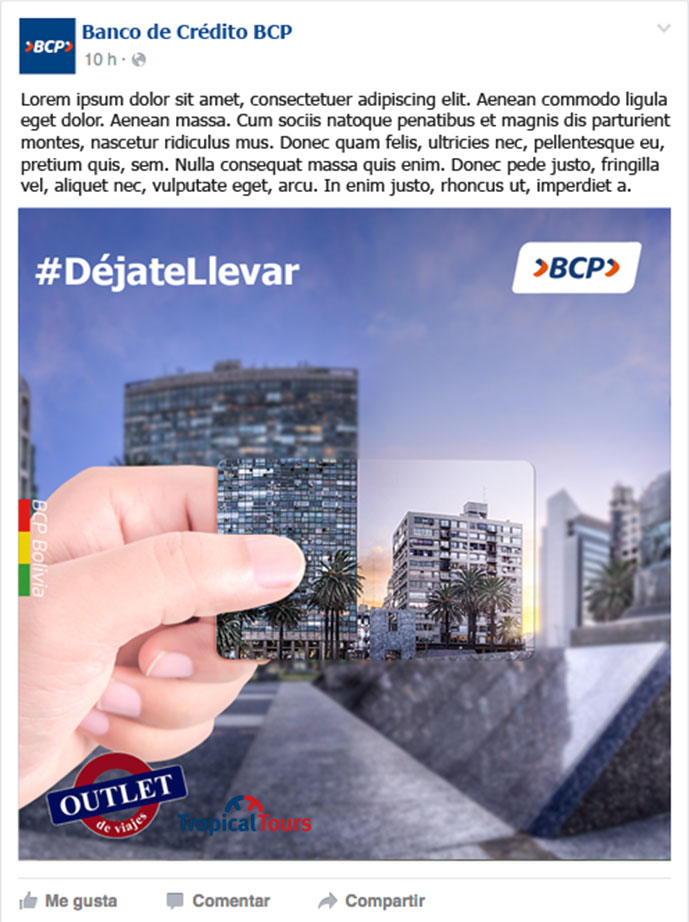 BCP
Banco de Crédito BCP
10 h ·
Lorem ipsum dolor sit amet, consectetuer adipiscing elit. Aenean commodo ligula
eget dolor. Aenean massa. Cum sociis natoque penatibus et magnis dis parturient
montes, nascetur ridiculus mus. Donec quam felis, ultricies nec, pellentesque eu,
pretium quis, sem. Nulla consequat massa quis enim. Donec pede justo, fringilla
vel, aliquet nec, vulputate eget, arcu. In enim justo, rhoncus ut, imperdiet a.
#DéjateLlevar
BCP
BCP Bolivia
OUTLET
de viajes
TropicalTours
Me gusta
Comentar
Compartir